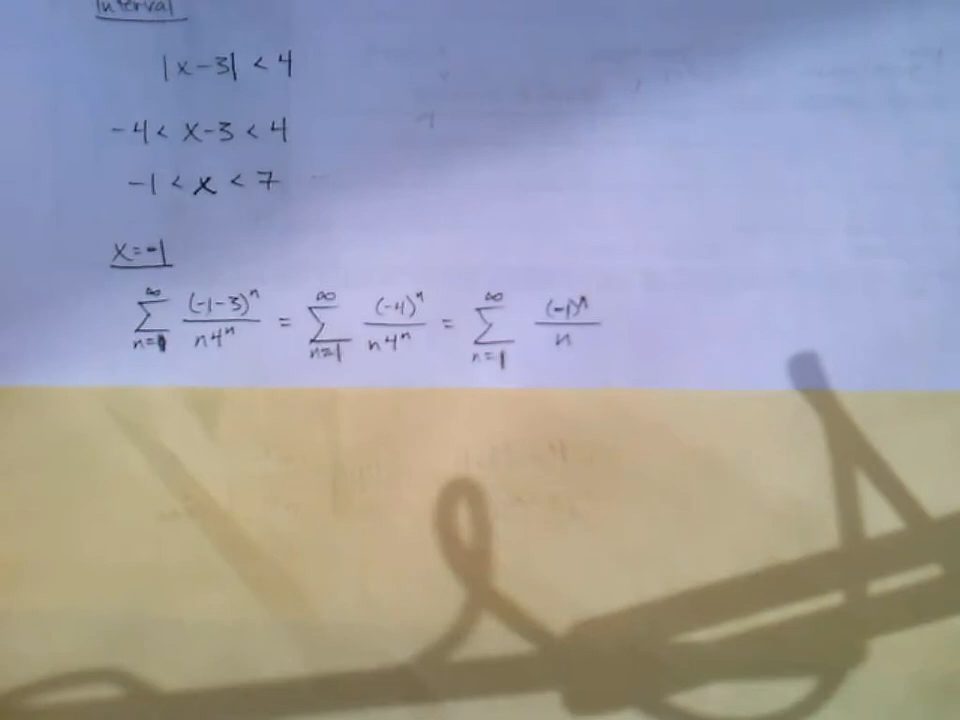 Interval
|x-3| < 4
-4 < x-3 < 4
-1 < x < 7
x = -1
∞∑n=1 (-1-3)^n / n4^n = ∞∑n=1 (-4)^n / n4^n = ∞∑n=1 (-1)^n / n